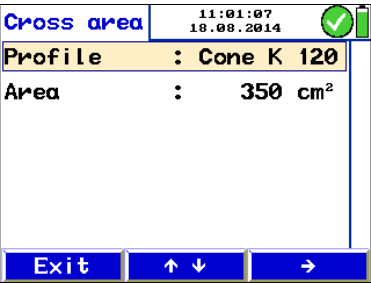 Cross area
11:01:07
18.08.2014
Profile : Cone K 120
Area : 350 cm²
Exit ↑ ↓ →